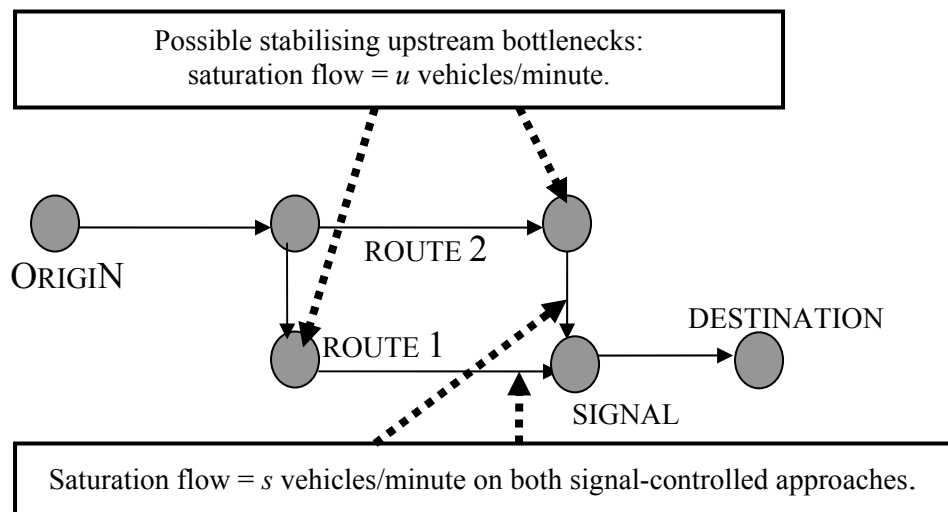 Possible stabilising upstream bottlenecks:
saturation flow = u vehicles/minute.
ROUTE 2
ORIGIN
DESTINATION
ROUTE 1
SIGNAL
Saturation flow = s vehicles/minute on both signal-controlled approaches.